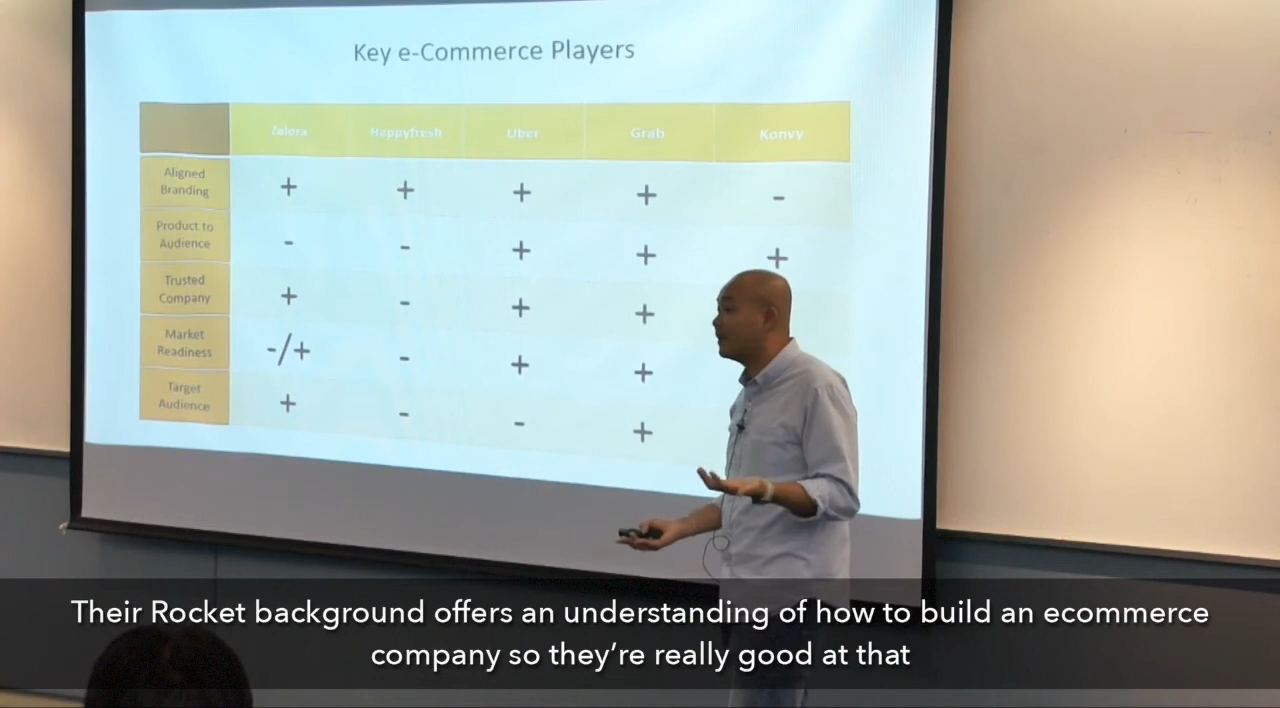 Key e-Commerce Players
Zalora Happyfresh Uber Grab Konvy
Aligned
Branding + + + + -
Product to
Audience - - + + +
Trusted
Company + - + +
Market
Readiness -/+ - + +
Target
Audience + - - +
Their Rocket background offers an understanding of how to build an ecommerce
company so they’re really good at that